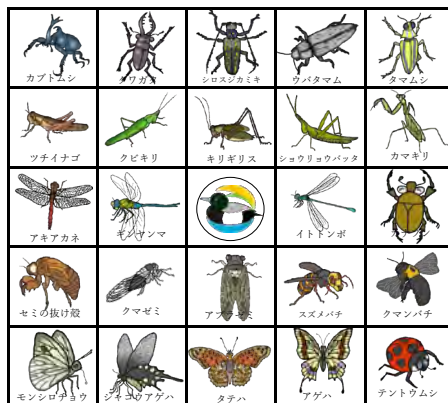 カブトムシ
クワガタ
シロスジカミキ
ウバタマム
タマムシ
ツチイナゴ
クビキリ
キリギリス
ショウリョウバッタ
カマキリ
アキアカネ
ギンヤンマ
イトトンボ
カナブン
セミの抜け殻
クマゼミ
アブラゼミ
スズメバチ
クマンバチ
モンシロチョウ
ジャコウアゲハ
タテハ
アゲハ
テントウムシ